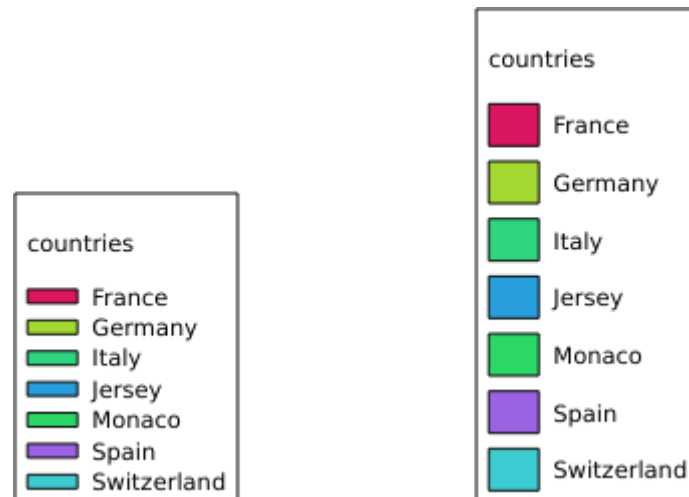 countries
France
Germany
Italy
Jersey
Monaco
Spain
Switzerland
countries
France
Germany
Italy
Jersey
Monaco
Spain
Switzerland